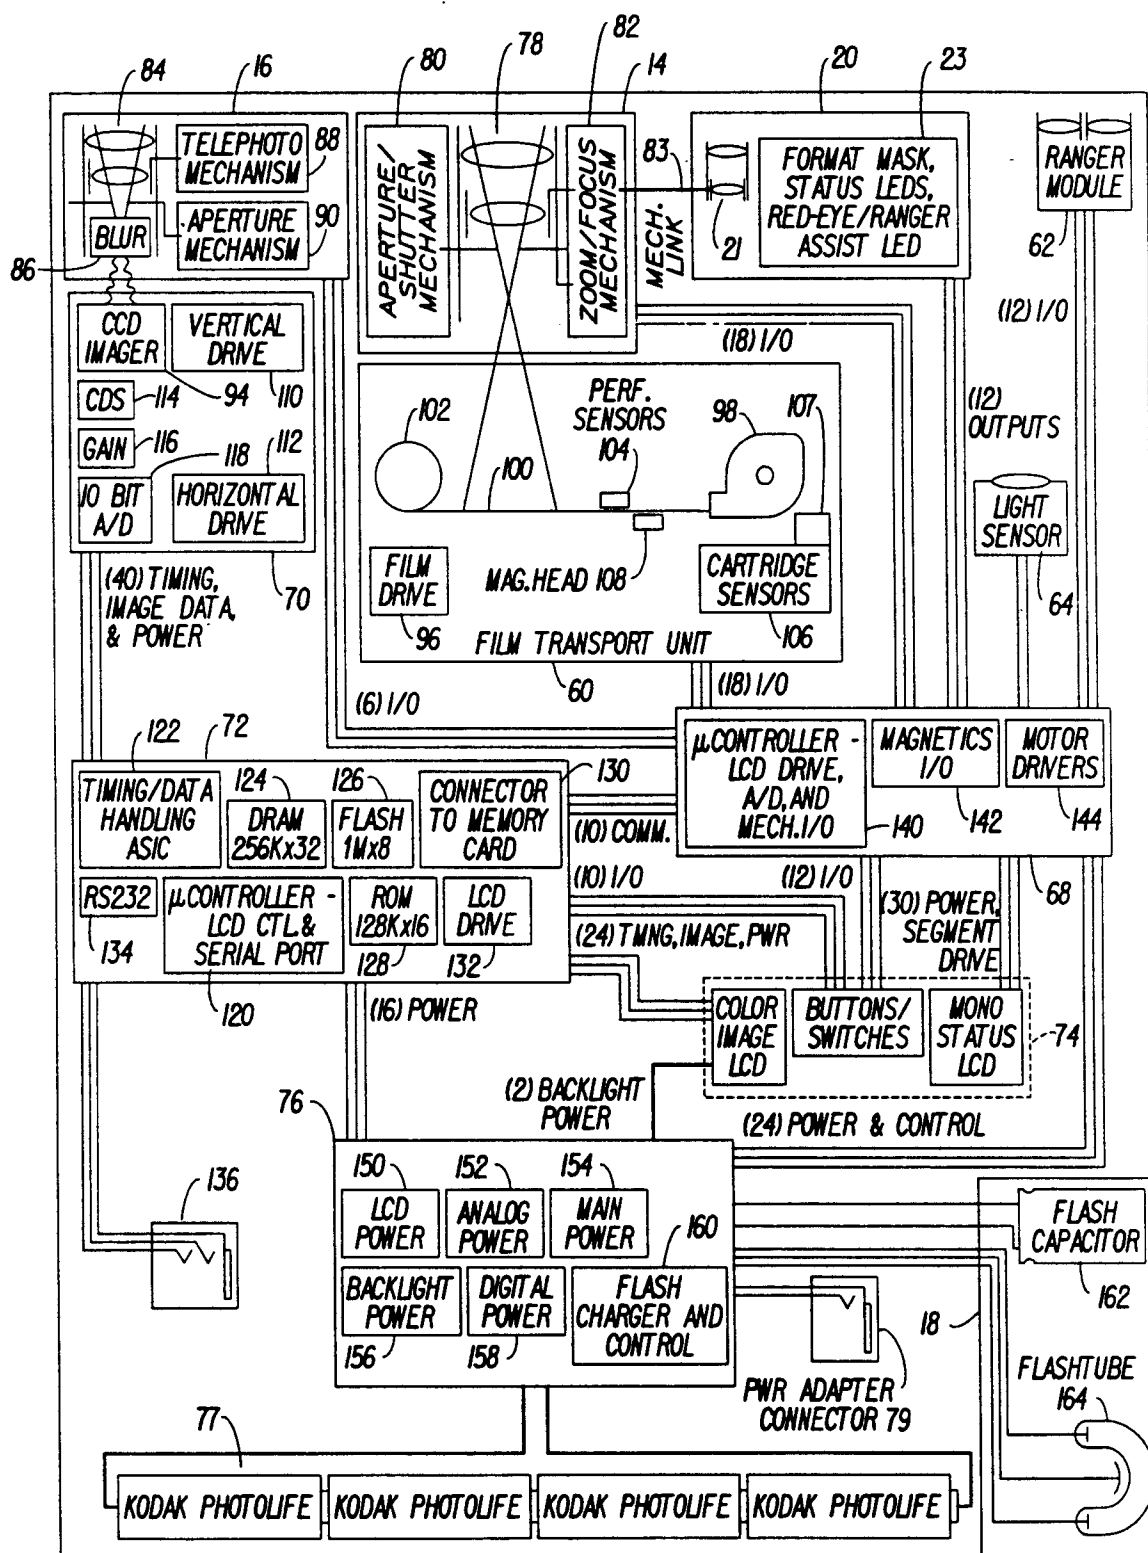 82
84
16
80
78
14
20
23
TELEPHOTO
MECHANISM
88
APERTURE
MECHANISM
90
BLUR
86
APERTURE/
SHUTTER
MECHANISM
ZOOM/FOCUS
MECHANISM
83
MECH.
LINK
21
FORMAT MASK,
STATUS LEDS,
RED-EYE/RANGER
ASSIST LED
RANGER
MODULE
62
(12) I/O
(18) I/O
CCD
IMAGER
VERTICAL
DRIVE
94
110
CDS
114
GAIN
116
118
112
10 BIT
A/D
HORIZONTAL
DRIVE
70
102
100
PERF.
SENSORS
104
98
107
MAG.HEAD 108
FILM
DRIVE
96
CARTRIDGE
SENSORS
106
FILM TRANSPORT UNIT
60
(12)
OUTPUTS
LIGHT
SENSOR
64
(40) TIMING,
IMAGE DATA,
& POWER
(6) I/O
(18) I/O
122
72
TIMING/DATA
HANDLING
ASIC
124
DRAM
256Kx32
126
FLASH
1Mx8
130
CONNECTOR
TO MEMORY
CARD
RS232
134
μCONTROLLER -
LCD CTL.&
SERIAL PORT
120
ROM
128Kx16
128
LCD
DRIVE
132
μCONTROLLER -
LCD DRIVE,
A/D, AND
MECH.I/O
140
MAGNETICS
I/O
142
MOTOR
DRIVERS
144
68
(10) COMM.
(10) I/O
(12) I/O
(24) TMNG, IMAGE, PWR
(30) POWER,
SEGMENT
DRIVE
(16) POWER
COLOR
IMAGE
LCD
BUTTONS/
SWITCHES
MONO
STATUS
LCD
74
(2) BACKLIGHT
POWER
(24) POWER & CONTROL
76
136
150
LCD
POWER
152
ANALOG
POWER
154
MAIN
POWER
160
BACKLIGHT
POWER
156
DIGITAL
POWER
158
FLASH
CHARGER AND
CONTROL
FLASH
CAPACITOR
162
18
PWR ADAPTER
CONNECTOR 79
FLASHTUBE
164
77
KODAK PHOTOLIFE
KODAK PHOTOLIFE
KODAK PHOTOLIFE
KODAK PHOTOLIFE